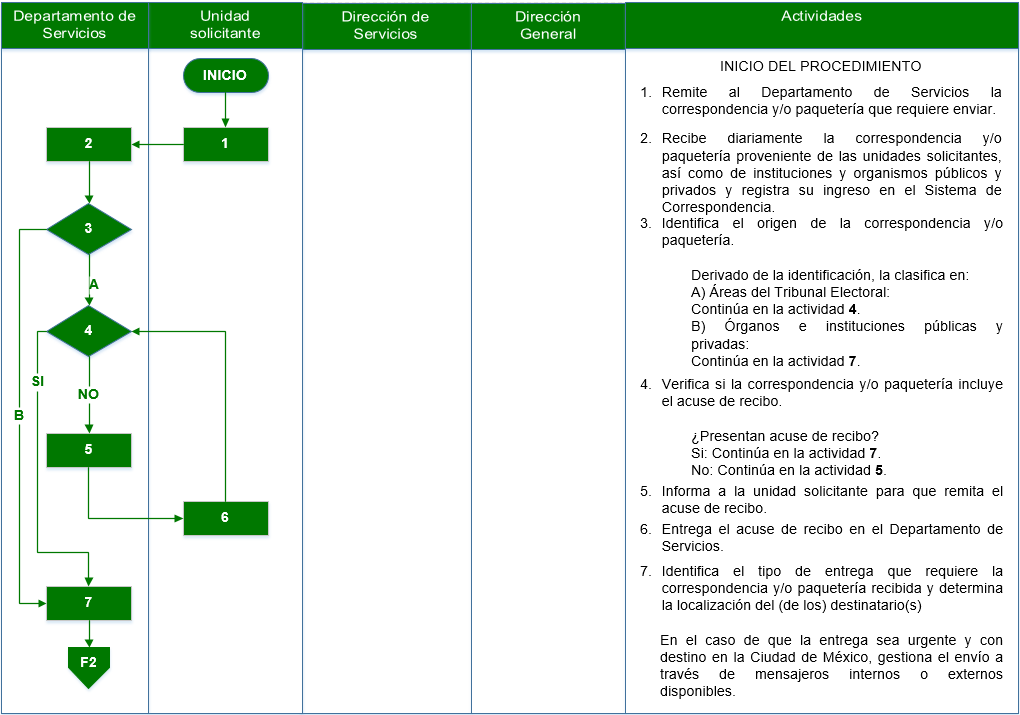 Departamento de
Servicios
Unidad
solicitante
Dirección de
Servicios
Dirección
General
Actividades
INICIO
1
2
3
A
4
SI
NO
B
5
6
7
F2
INICIO DEL PROCEDIMIENTO
1. Remite al Departamento de Servicios la
correspondencia y/o paquetería que requiere enviar.
2. Recibe diariamente la correspondencia y/o
paquetería proveniente de las unidades solicitantes,
así como de instituciones y organismos públicos y
privados y registra su ingreso en el Sistema de
Correspondencia.
3. Identifica el origen de la correspondencia y/o
paquetería.
Derivado de la identificación, la clasifica en:
A) Áreas del Tribunal Electoral:
Continúa en la actividad 4.
B) Órganos e instituciones públicas y
privadas:
Continúa en la actividad 7.
4. Verifica si la correspondencia y/o paquetería incluye
el acuse de recibo.
¿Presentan acuse de recibo?
Si: Continúa en la actividad 7.
No: Continúa en la actividad 5.
5. Informa a la unidad solicitante para que remita el
acuse de recibo.
6. Entrega el acuse de recibo en el Departamento de
Servicios.
7. Identifica el tipo de entrega que requiere la
correspondencia y/o paquetería recibida y determina
la localización del (de los) destinatario(s)
En el caso de que la entrega sea urgente y con
destino en la Ciudad de México, gestiona el envío a
través de mensajeros internos o externos
disponibles.